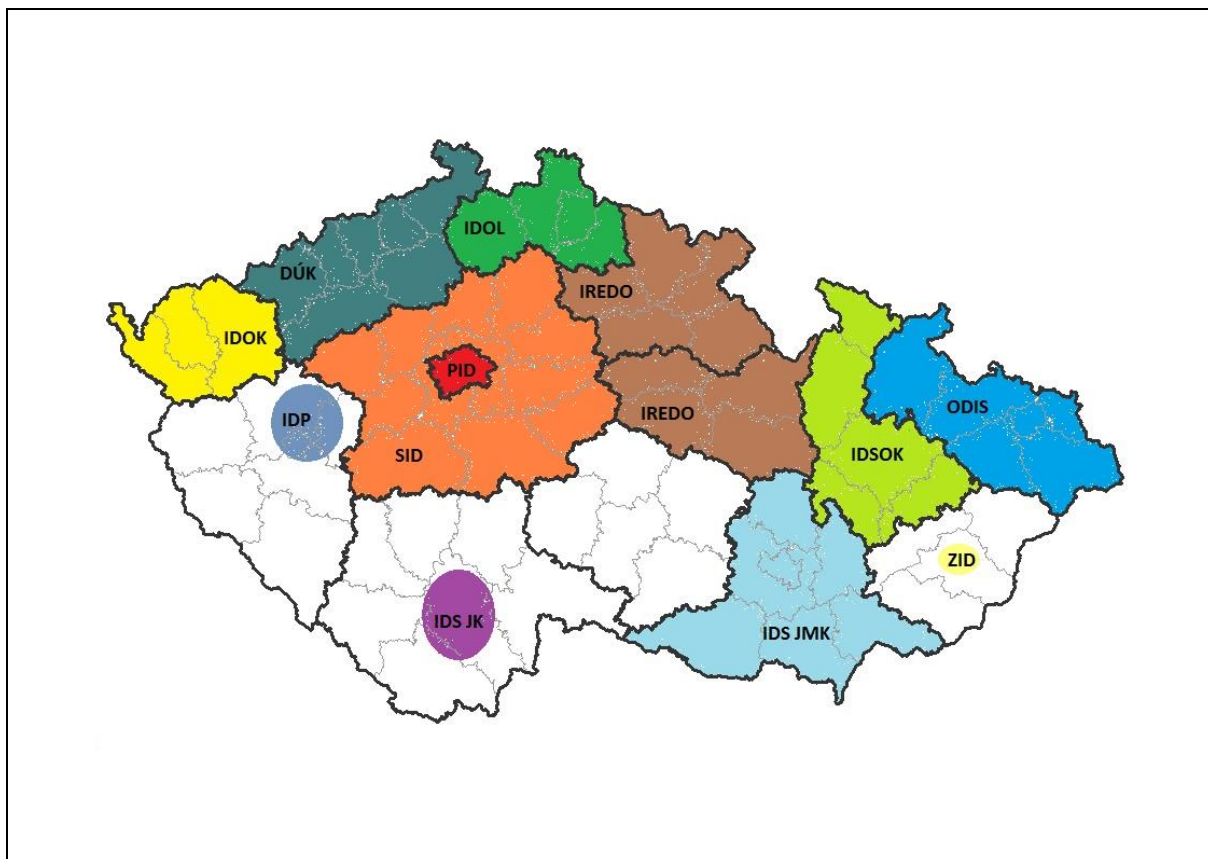 IDOL
DÚK
IREDO
IDOK
PID
IREDO
ODIS
IDP
SID
IDSOK
ZID
IDS JK
IDS JMK